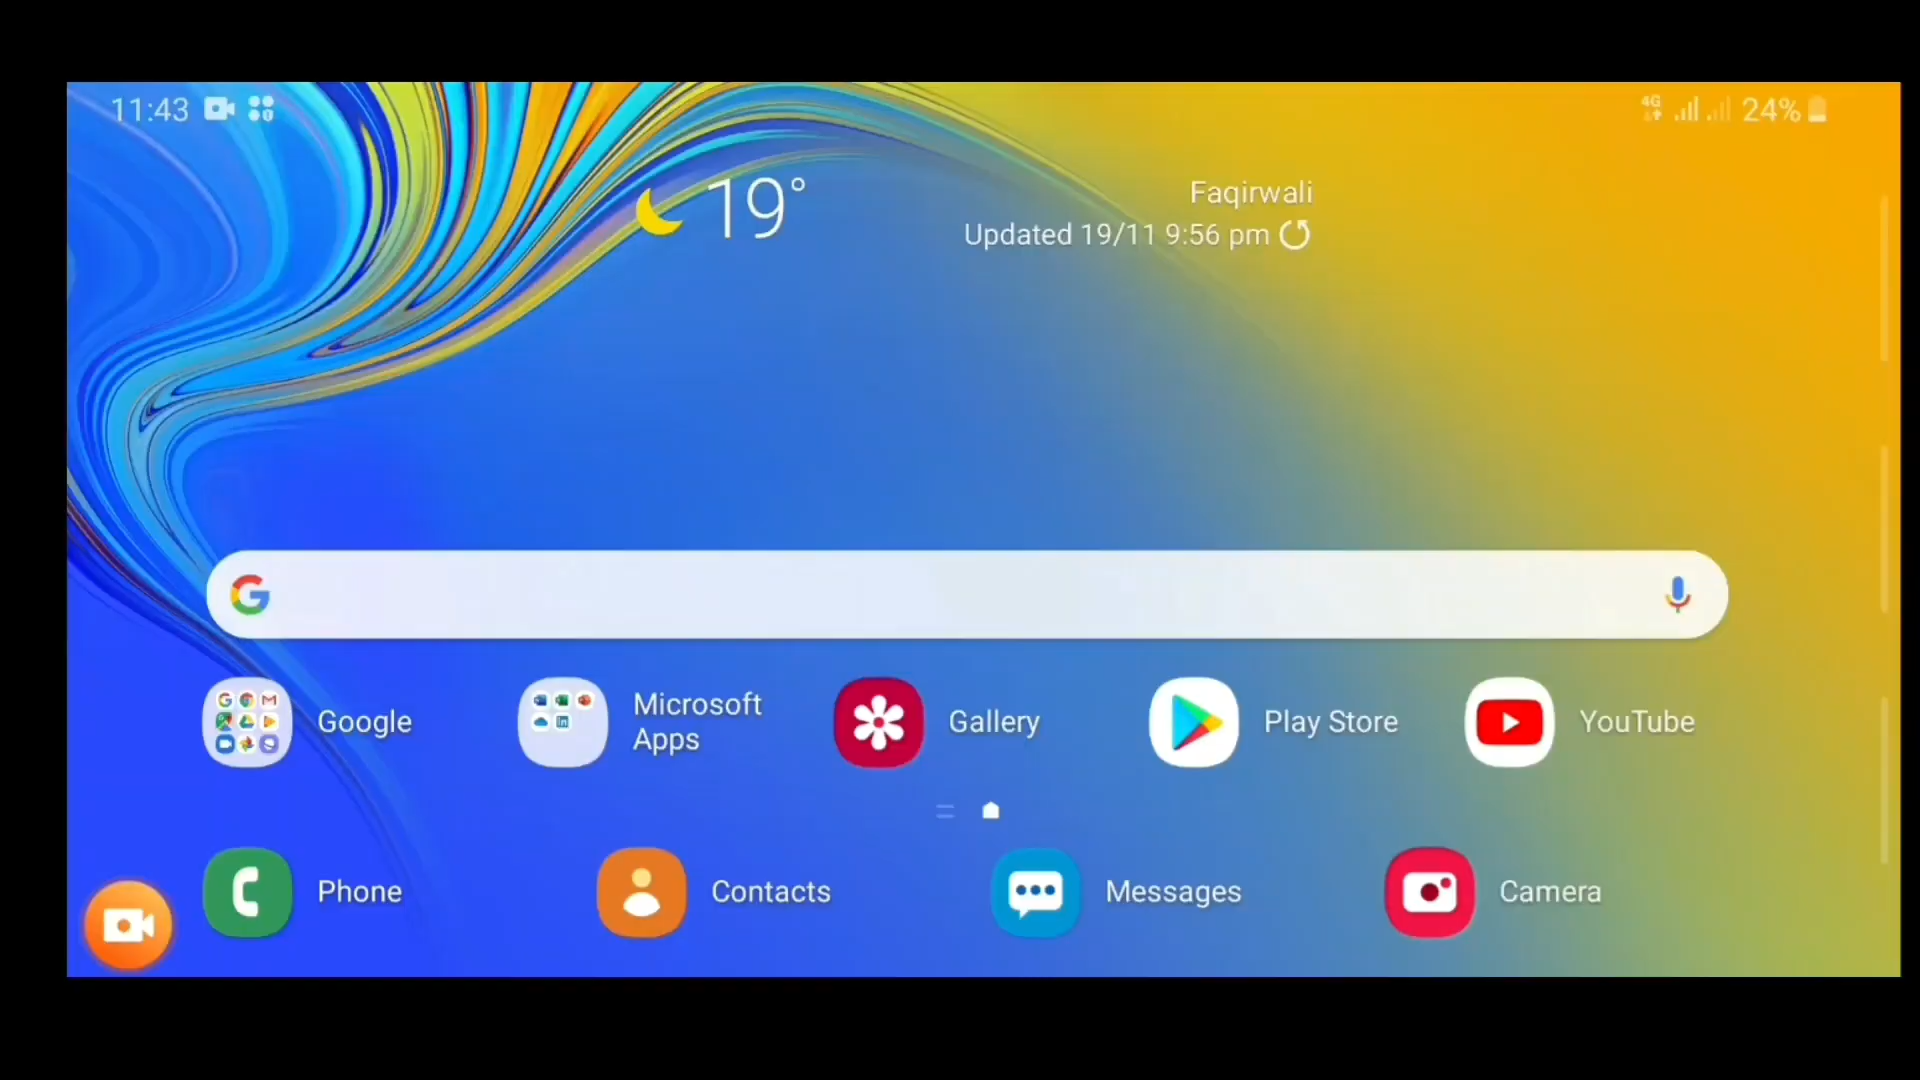 11:43
4G 24%
19°
Faqirwali
Updated 19/11 9:56 pm
Google
Microsoft
Apps
Gallery
Play Store
YouTube
Phone
Contacts
Messages
Camera